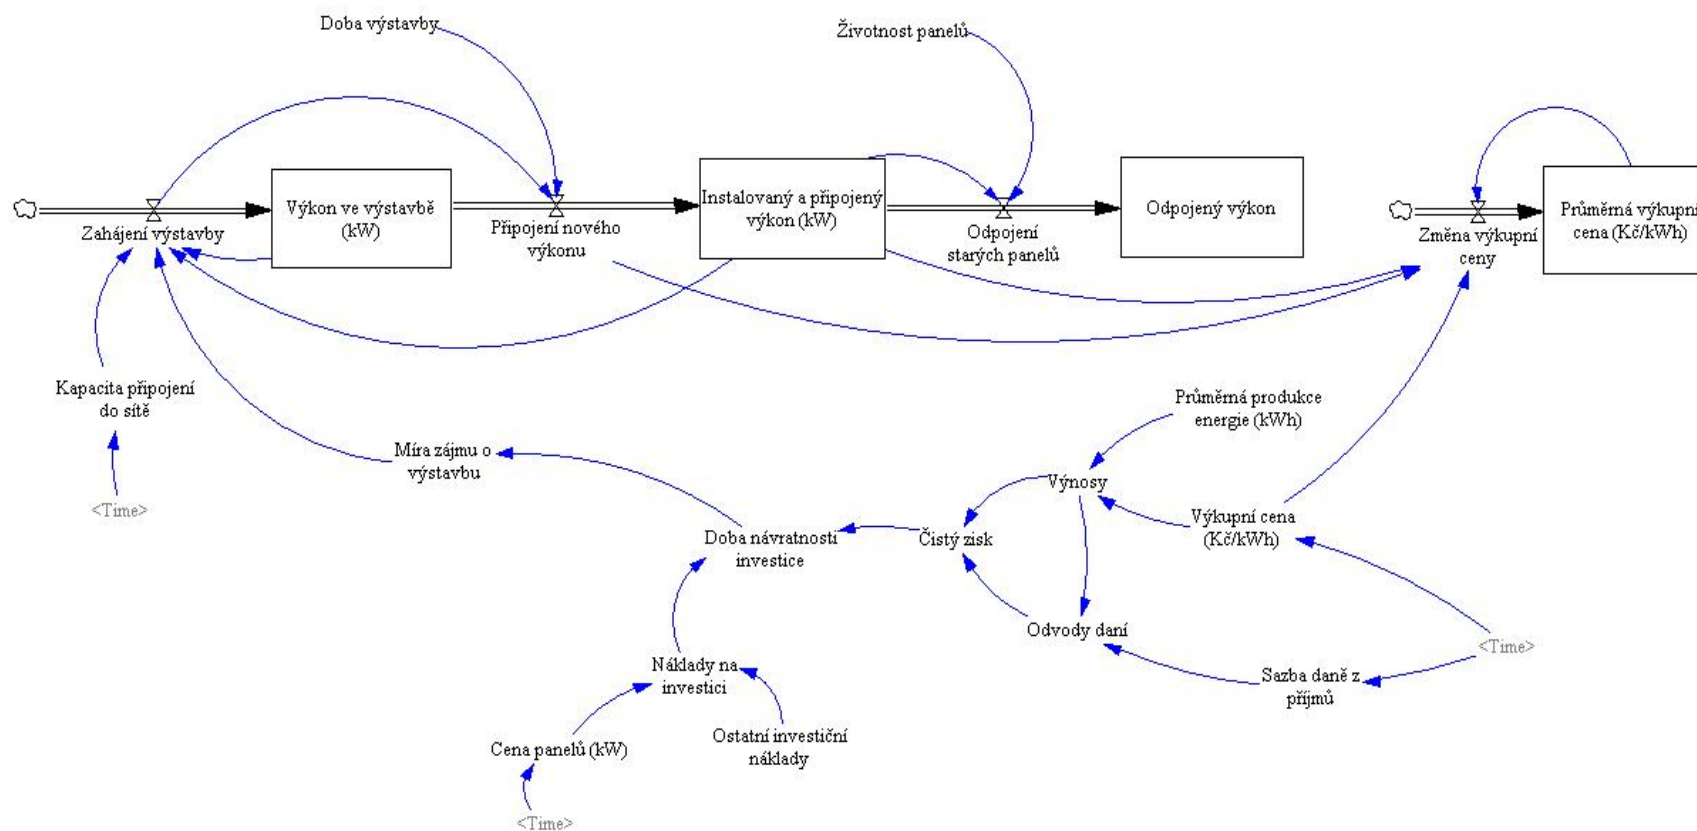 Doba výstavby
Životnost panelů
Výkon ve výstavbě
(kW)
Instalovaný a připojený
výkon (kW)
Odpojený výkon
Průměrná výkupní
cena (Kč/kWh)
Zahájení výstavby
Připojení nového
výkonu
Odpojení
starých panelů
Změna výkupní
ceny
Kapacita připojení
do sítě
<Time>
Míra zájmu o
výstavbu
Průměrná produkce
energie (kWh)
Výnosy
Výkupní cena
(Kč/kWh)
Doba návratnosti
investice
Čistý zisk
Odvody daní
<Time>
Náklady na
investici
Sazba daně z
příjmů
Cena panelů (kW)
Ostatní investiční
náklady
<Time>